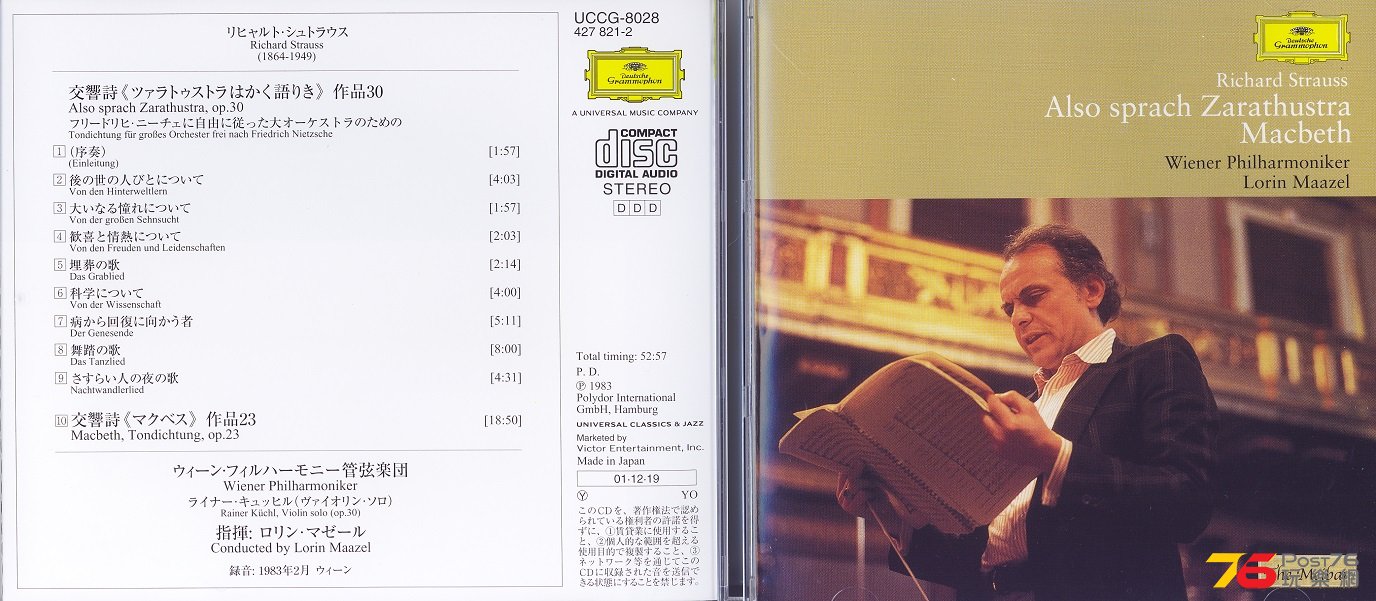 リヒャルト・シュトラウス
Richard Strauss
(1864-1949)
交響詩《ツァラトゥストラはかく語りき》 作品30
Also sprach Zarathustra, op.30
フリードリヒ・ニーチェに自由に従った大オーケストラのための
Tondichtung für großes Orchester frei nach Friedrich Nietzsche
1 (序奏) [1:57]
(Einleitung)
2 後の世の人びとについて [4:03]
Von den Hinterweltlern
3 大いなる憧れについて [1:57]
Von der großen Sehnsucht
4 歓喜と情熱について [2:03]
Von den Freuden und Leidenschaften
5 埋葬の歌 [2:14]
Das Grablied
6 科学について [4:00]
Von der Wissenschaft
7 病から回復に向かう者 [5:11]
Der Genesende
8 舞踏の歌 [8:00]
Das Tanzlied
9 さすらい人の夜の歌 [4:31]
Nachtwandlerlied
10 交響詩《マクベス》 作品23 [18:50]
Macbeth, Tondichtung, op.23
ウィーン・フィルハーモニー管弦楽団
Wiener Philharmoniker
ライナー・キュッヒル(ヴァイオリン・ソロ)
Rainer Küchl, Violin solo (op.30)
指揮: ロリン・マゼール
Conducted by Lorin Maazel
録音: 1983年2月 ウィーン
UCCG-8028
427 821-2
Deutsche
Grammophon
A UNIVERSAL MUSIC COMPANY
COMPACT
disc
DIGITAL AUDIO
STEREO
D D D
Total timing: 52:57
P. D.
℗ 1983
Polydor International
GmbH, Hamburg
UNIVERSAL CLASSICS & JAZZ
Marketed by
Victor Entertainment, Inc.
Made in Japan
01·12·19
Ⓨ YO
このCDを、著作権法で認め
られている権利者の許諾を得
ずに、①賃貸業に使用するこ
と、②個人的な範囲を超える
使用目的で複製すること、③
ネットワーク等を通じてこの
CDに収録された音を送信で
きる状態にすることを禁じます。
Deutsche
Grammophon
Richard Strauss
Also sprach Zarathustra
Macbeth
Wiener Philharmoniker
Lorin Maazel
76 Post76
玩樂網